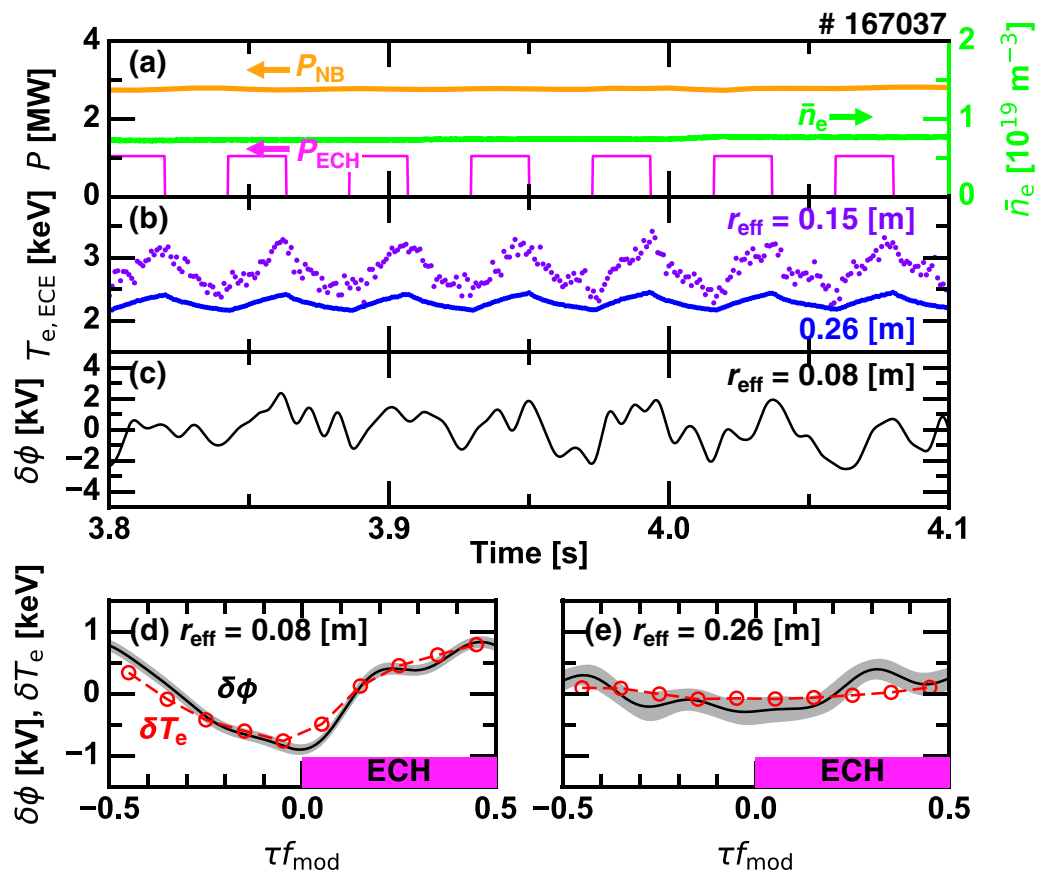 # 167037
(a)
P_NB
n̄_e
P_ECH
4
3
2
1
0
P [MW]
2
1
0
n̄_e [10^19 m^−3]
(b)
r_eff = 0.15 [m]
0.26 [m]
3
2
T_e, ECE [keV]
(c)
r_eff = 0.08 [m]
4
2
0
−2
−4
δϕ [kV]
3.8 3.9 4.0 4.1
Time [s]
δϕ [kV], δT_e [keV]
1
0
−1
(d) r_eff = 0.08 [m]
δϕ
δT_e
ECH
−0.5 0.0 0.5
τf_mod
(e) r_eff = 0.26 [m]
ECH
−0.5 0.0 0.5
τf_mod